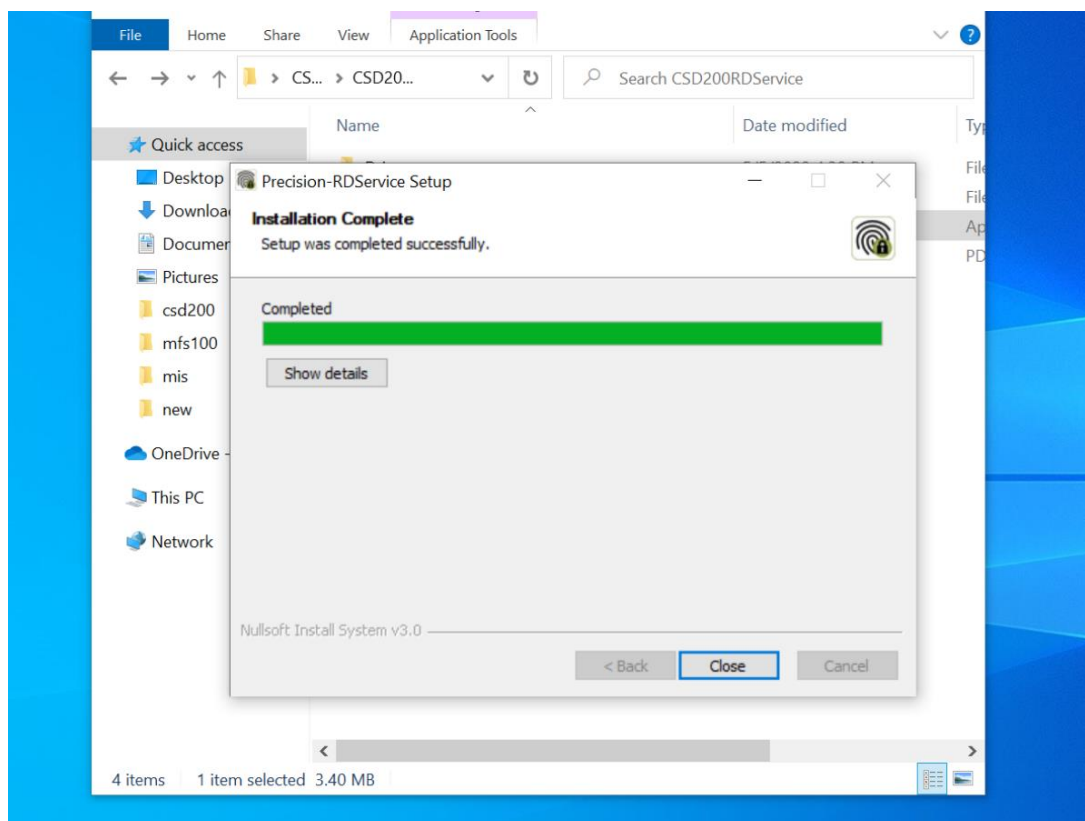 File Home Share View Application Tools
CS... CSD20... Search CSD200RDService
Name Date modified
Quick access
Desktop
Precision-RDService Setup
Installation Complete
Setup was completed successfully.
Pictures
csd200
mfs100
mis
new
OneDrive -
This PC
Network
Completed
Show details
Nullsoft Install System v3.0
< Back Close Cancel
4 items 1 item selected 3.40 MB